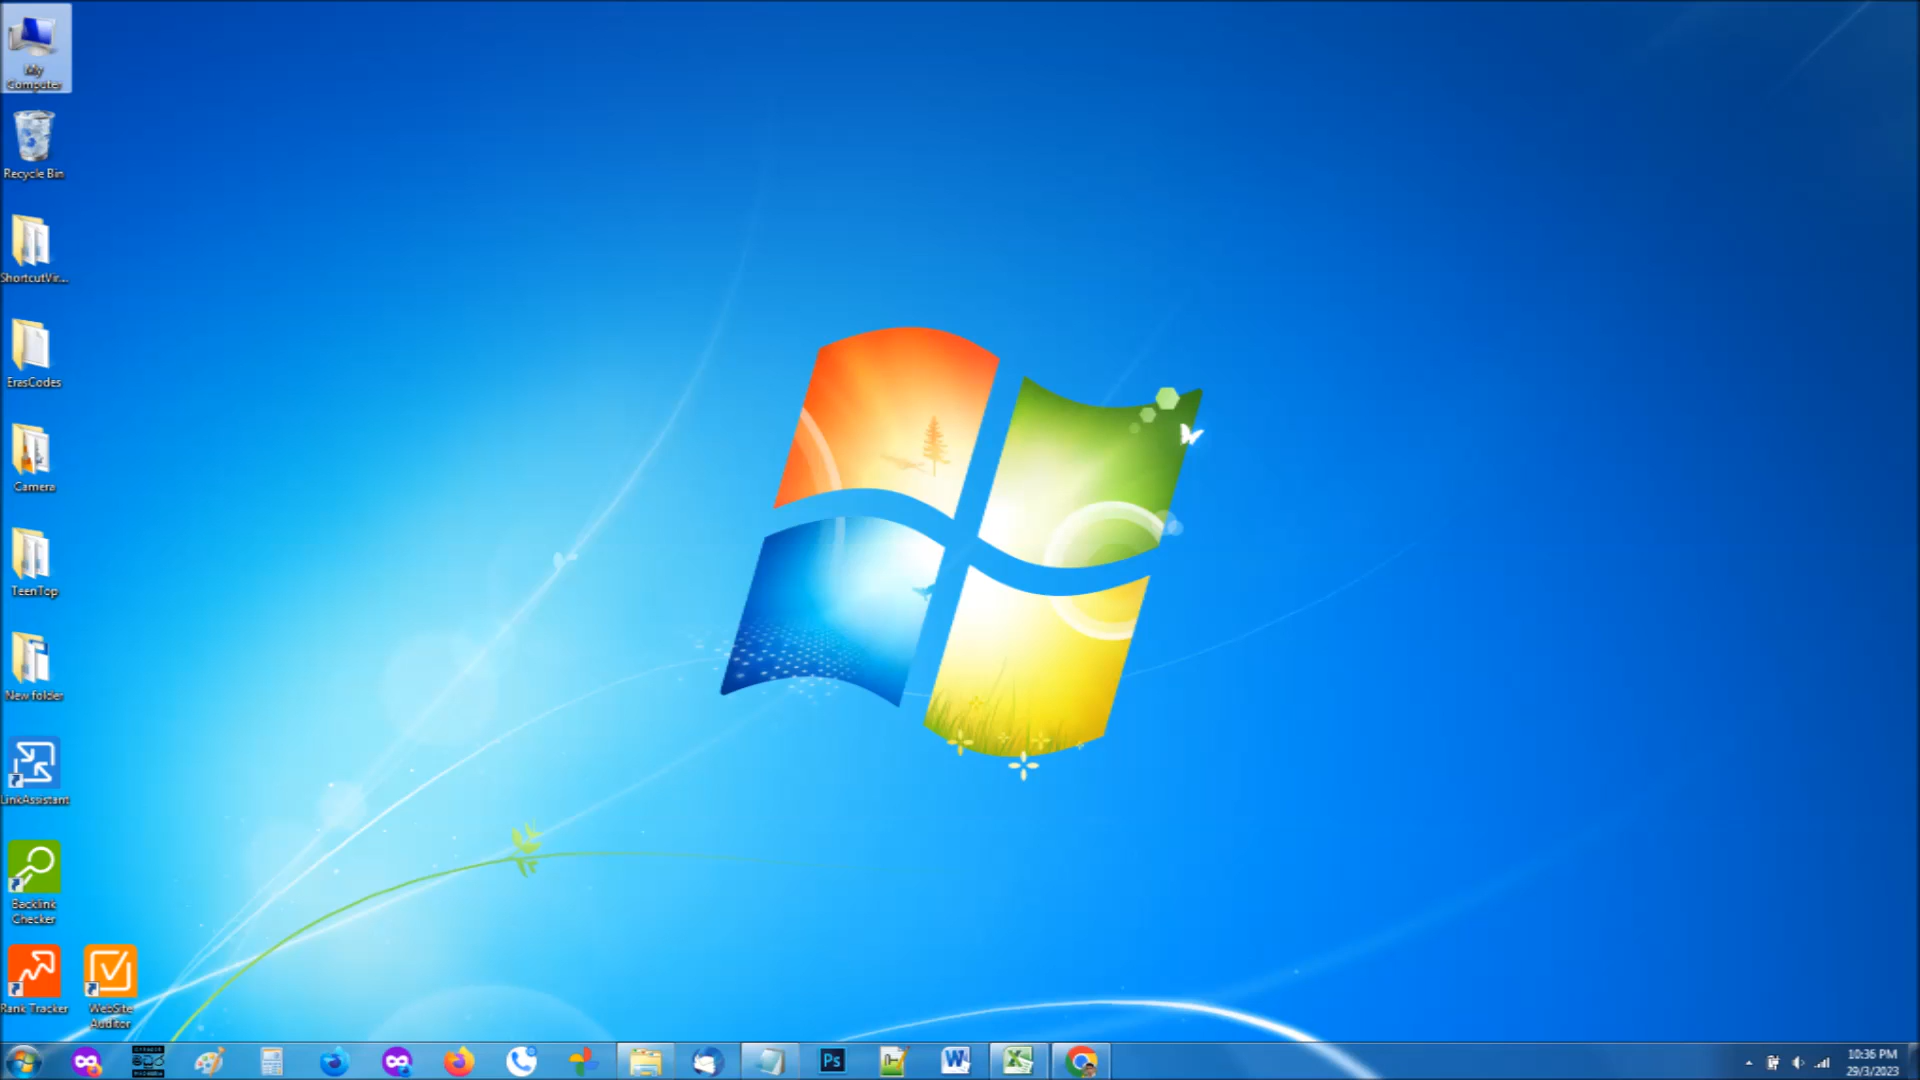 My
Computer
Recycle Bin
ShortcutVir...
ErasCodes
Camera
TeenTop
New folder
LinkAssistant
Backlink
Checker
Rank Tracker
WebSite
Auditor
Ps
W
10:36 PM
29/3/2023